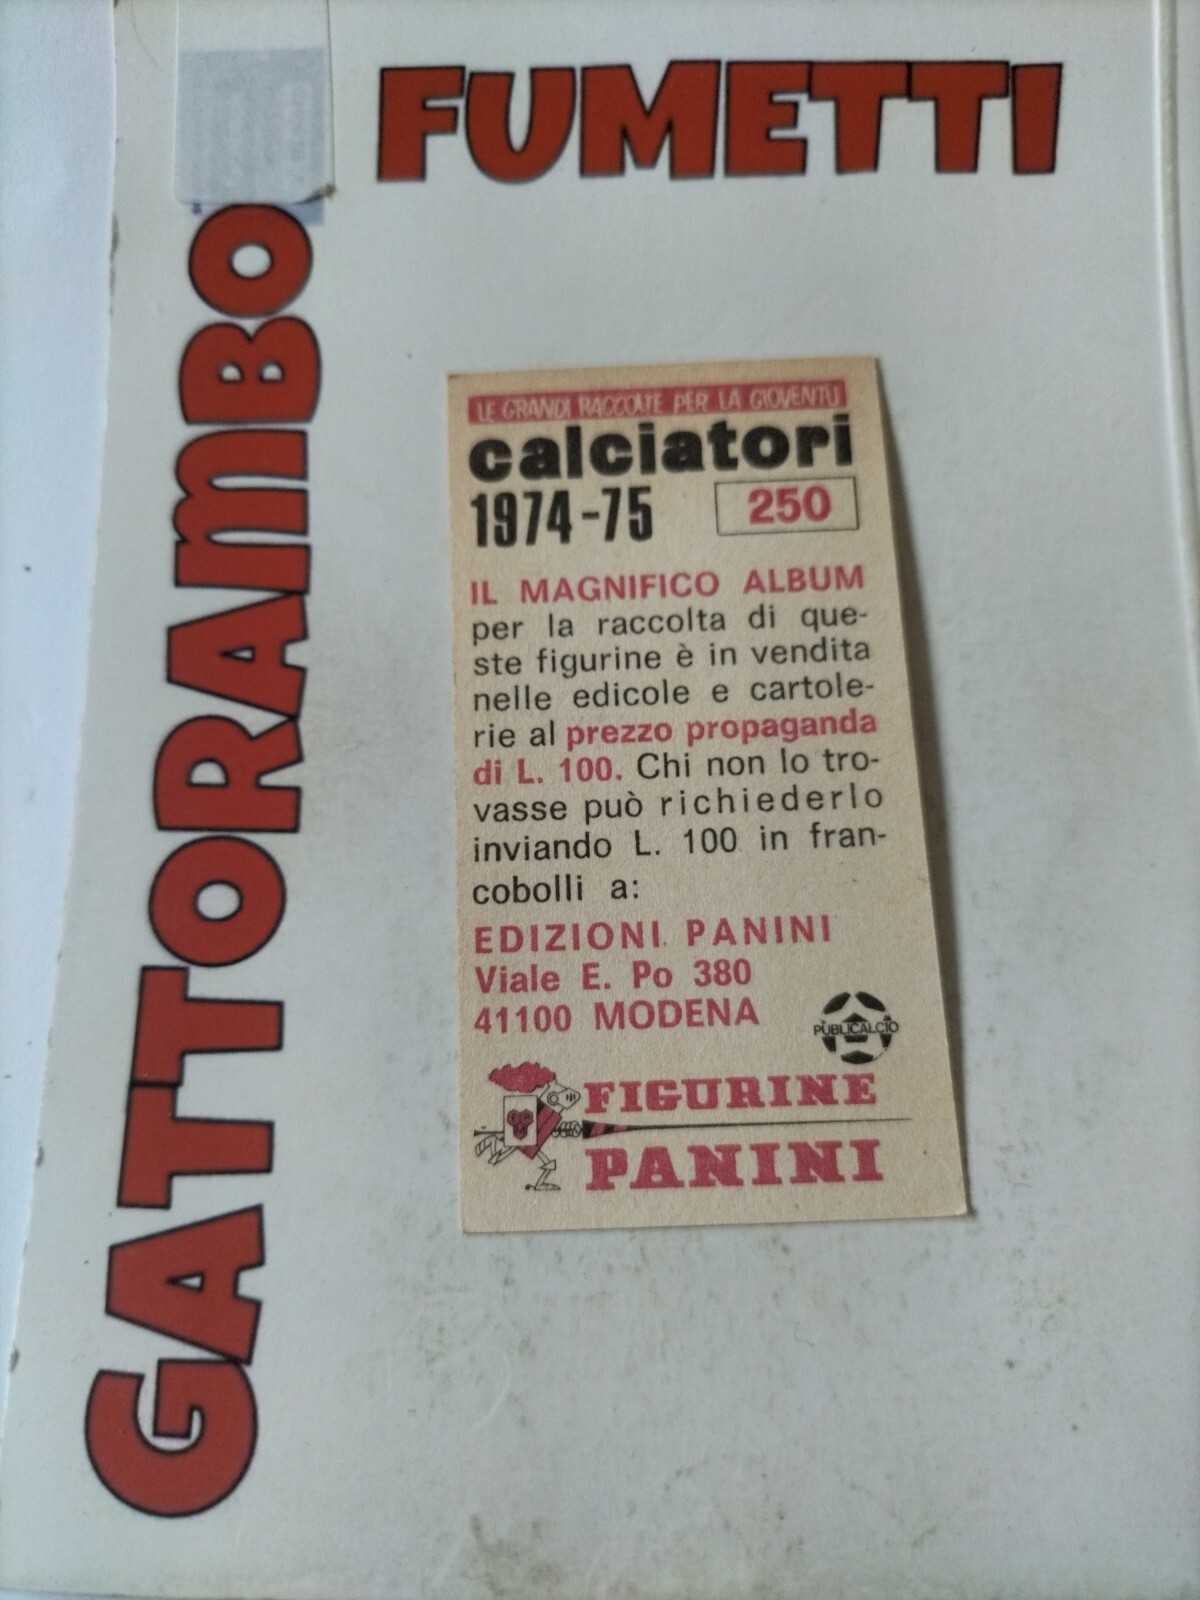 FUMETTI
GATTORAMBO
LE GRANDI RACCOLTE PER LA GIOVENTÙ
calciatori
1974-75 250
IL MAGNIFICO ALBUM
per la raccolta di que-
ste figurine è in vendita
nelle edicole e cartole-
rie al prezzo propaganda
di L. 100. Chi non lo tro-
vasse può richiederlo
inviando L. 100 in fran-
cobolli a:
EDIZIONI PANINI
Viale E. Po 380
41100 MODENA
PUBLICALCIO
FIGURINE
PANINI